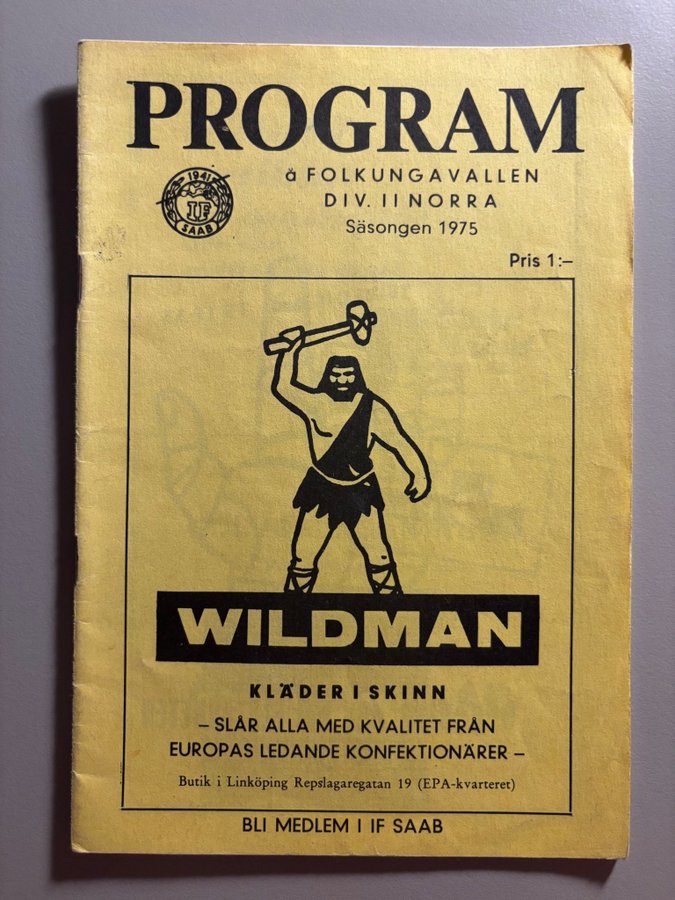 PROGRAM
å FOLKUNGAVALLEN
DIV. II NORRA
Säsongen 1975
1941
IF
SAAB
Pris 1:–
WILDMAN
KLÄDER I SKINN
– SLÅR ALLA MED KVALITET FRÅN
EUROPAS LEDANDE KONFEKTIONÄRER –
Butik i Linköping Repslagaregatan 19 (EPA-kvarteret)
BLI MEDLEM I IF SAAB